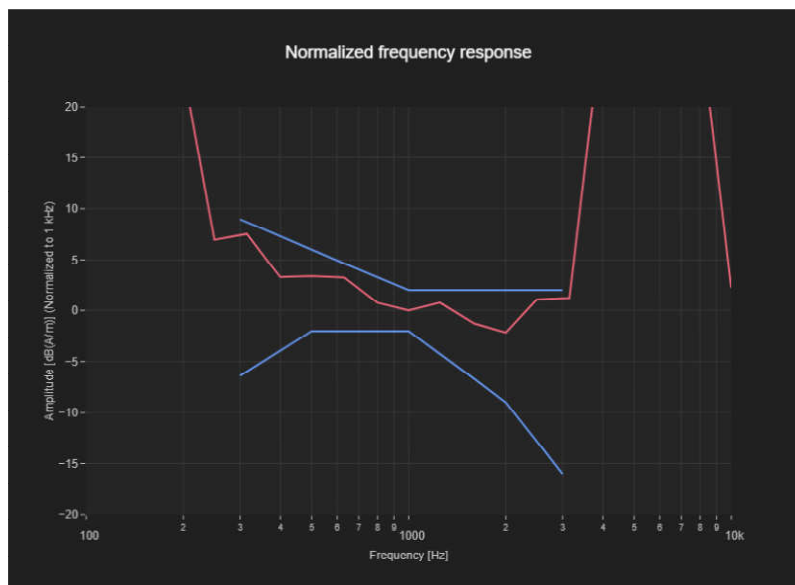 Normalized frequency response
Amplitude [dB(A/m)] (Normalized to 1 kHz)
20
15
10
5
0
−5
−10
−15
−20
100 2 3 4 5 6 7 8 9 1000 2 3 4 5 6 7 8 9 10k
Frequency [Hz]